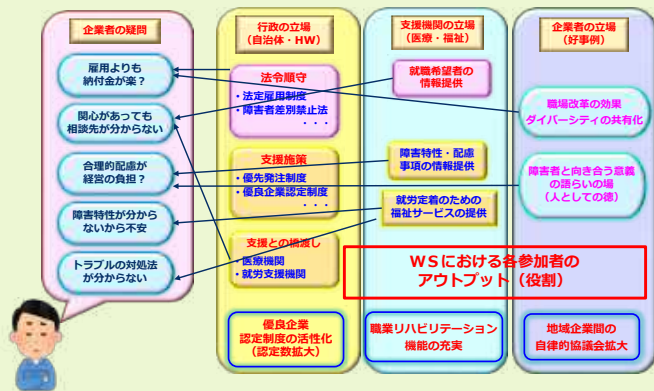 企業者の疑問
雇用よりも
納付金が楽？
関心があっても
相談先が分からない
合理的配慮が
経営の負担？
障害特性が分から
ないから不安
トラブルの対処法
が分からない
行政の立場
（自治体・HW）
法令順守
・法定雇用制度
・障害者差別禁止法
・・・
支援施策
・優先発注制度
・優良企業認定制度
・・・
支援との橋渡し
・医療機関
・就労支援機関
優良企業
認定制度の活性化
（認定数拡大）
支援機関の立場
（医療・福祉）
就職希望者の
情報提供
障害特性・配慮
事項の情報提供
就労定着のための
福祉サービスの提供
職業リハビリテーション
機能の充実
企業者の立場
（好事例）
職場改革の効果
ダイバーシティの共有化
障害者と向き合う意義
の語らいの場
（人としての徳）
WSにおける各参加者の
アウトプット（役割）
地域企業間の
自律的協議会拡大